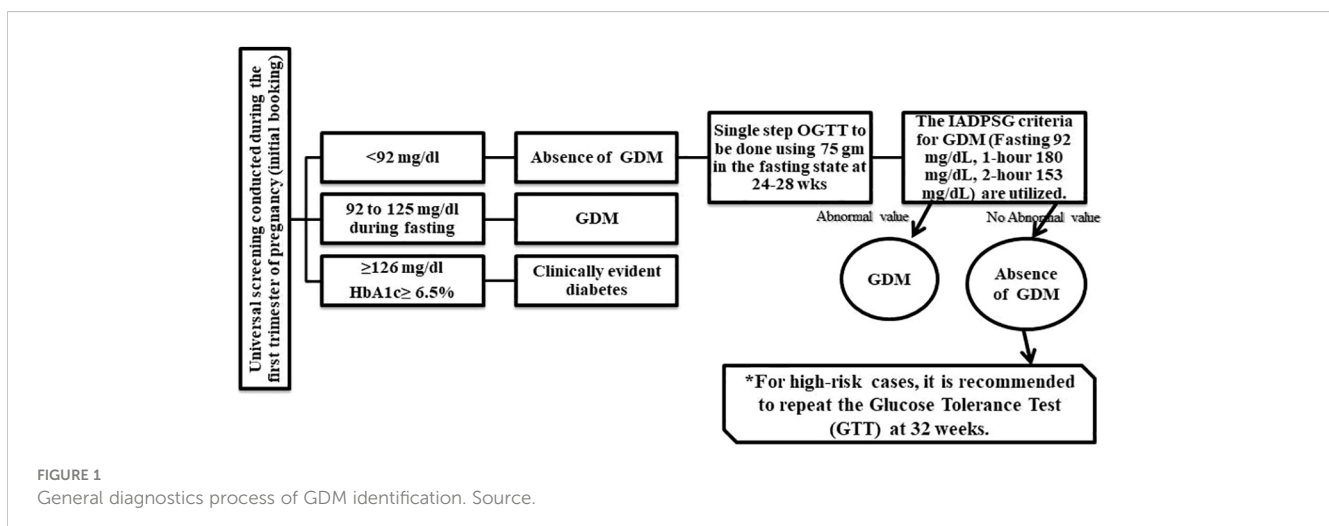 Universal screening conducted during the
first trimester of pregnancy (initial booking)
<92 mg/dl
Absence of GDM
Single step OGTT to
be done using 75 gm
in the fasting state at
24-28 wks
The IADPSG criteria
for GDM (Fasting 92
mg/dL, 1-hour 180
mg/dL, 2-hour 153
mg/dL) are utilized.
92 to 125 mg/dl
during fasting
GDM
≥126 mg/dl
HbA1c≥ 6.5%
Clinically evident
diabetes
Abnormal value
No Abnormal value
GDM
Absence
of GDM
*For high-risk cases, it is recommended
to repeat the Glucose Tolerance Test
(GTT) at 32 weeks.
FIGURE 1
General diagnostics process of GDM identification. Source.